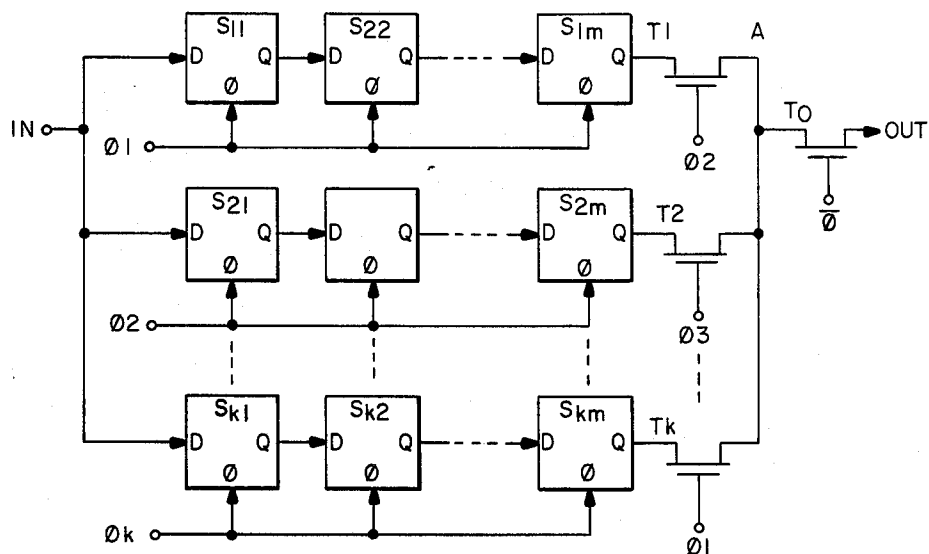 S11 S22 S1m T1 A
D Q D Q D Q
Ø Ø Ø
IN
Ø1
Ø2
TO OUT
Ø̅
S21 S2m T2
D Q D Q D Q
Ø Ø Ø
Ø2
Ø3
Sk1 Sk2 Skm Tk
D Q D Q D Q
Ø Ø Ø
Øk
Ø1